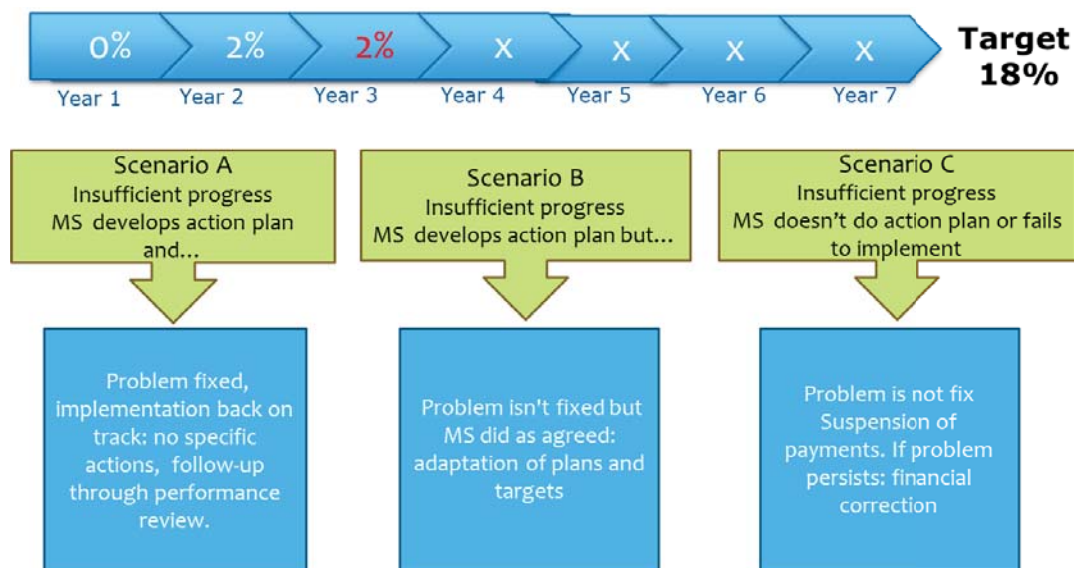 0% 2% 2% X X X X
Target
18%
Year 1 Year 2 Year 3 Year 4 Year 5 Year 6 Year 7
Scenario A
Insufficient progress
MS develops action plan
and...
Scenario B
Insufficient progress
MS develops action plan but...
Scenario C
Insufficient progress
MS doesn't do action plan or fails
to implement
Problem fixed,
implementation back on
track: no specific
actions, follow-up
through performance
review.
Problem isn't fixed but
MS did as agreed:
adaptation of plans and
targets
Problem is not fix
Suspension of
payments. If problem
persists: financial
correction